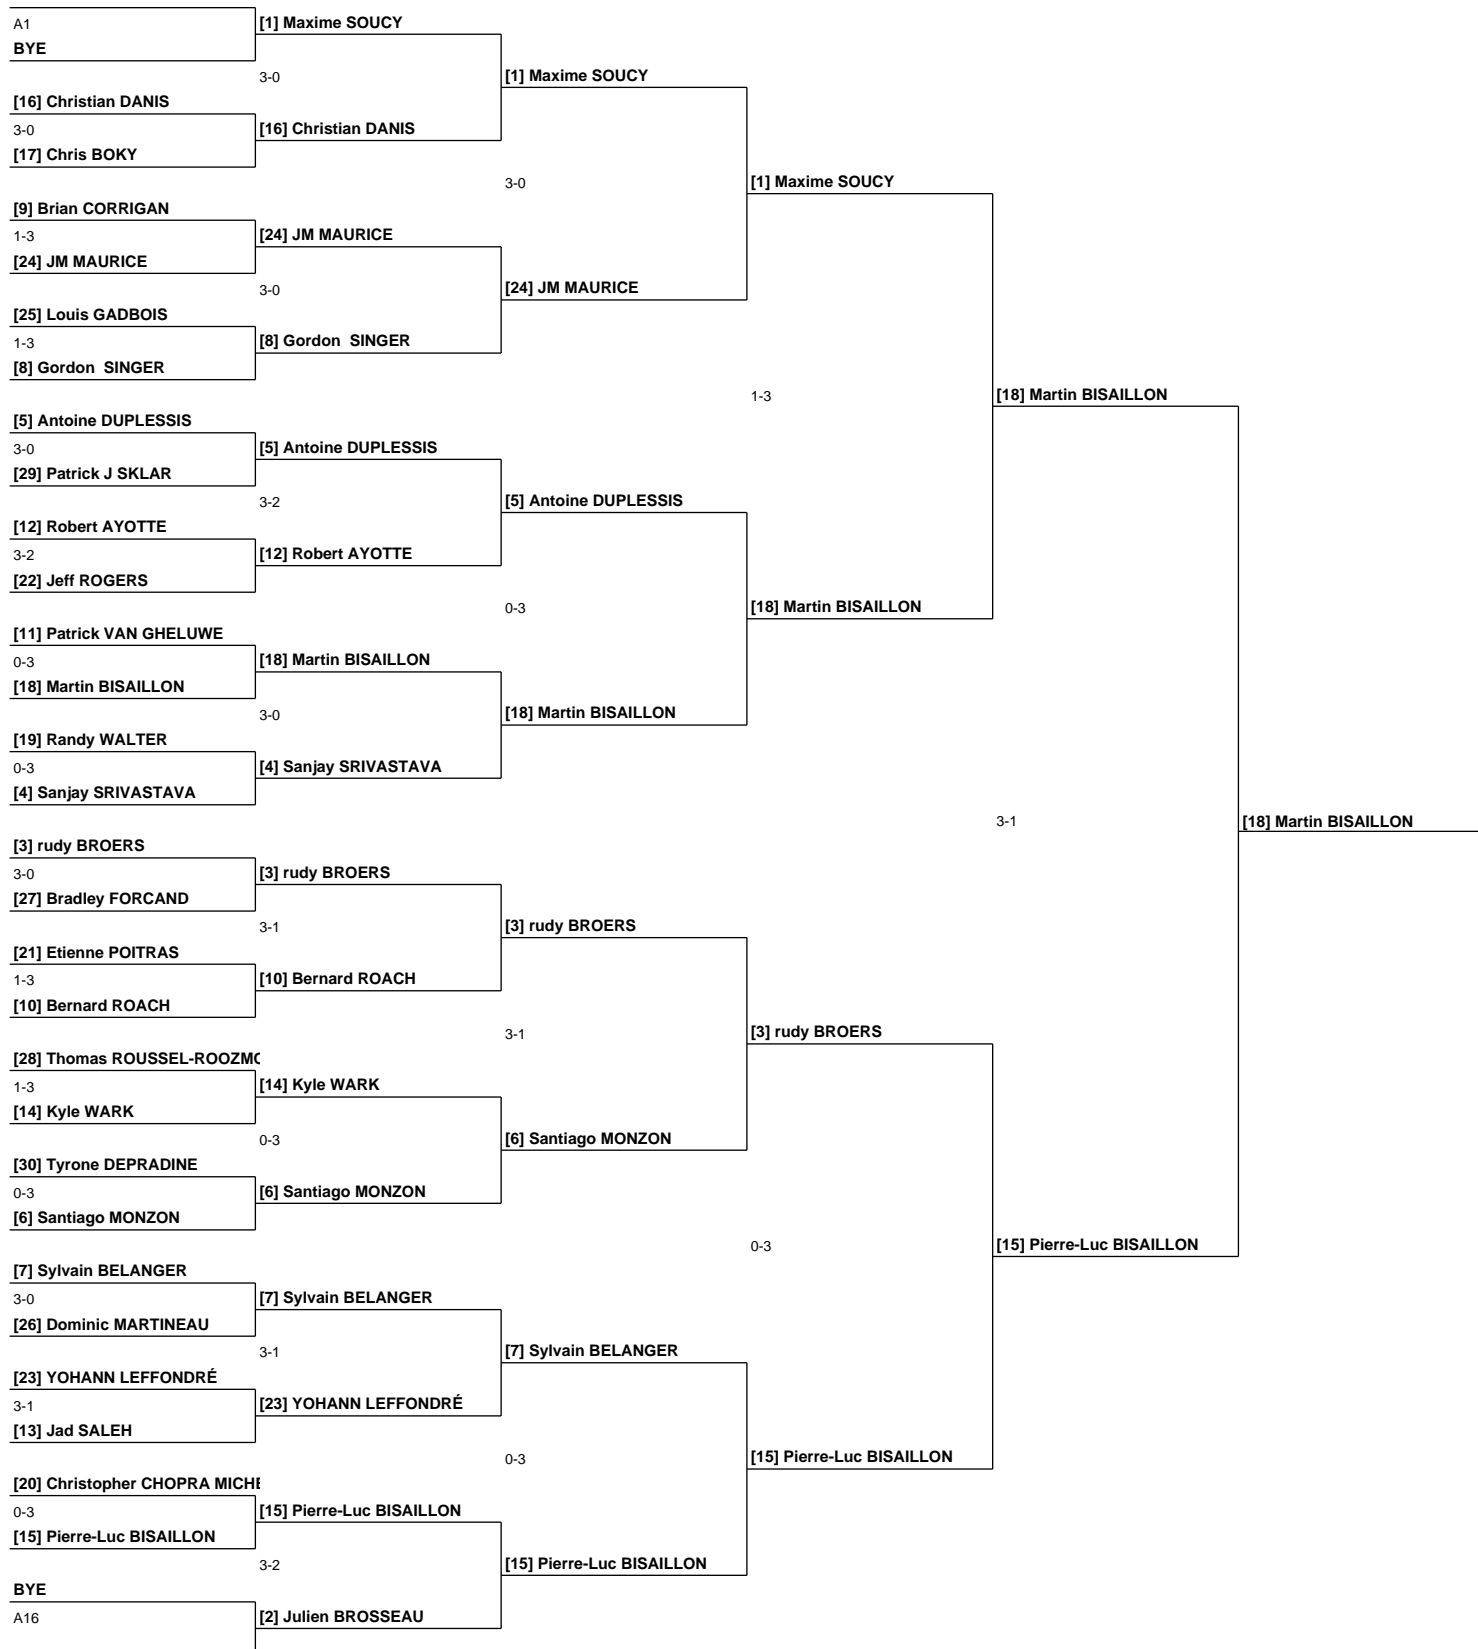 A1
BYE
[16] Christian DANIS
3-0
[17] Chris BOKY
[9] Brian CORRIGAN
1-3
[24] JM MAURICE
[25] Louis GADBOIS
1-3
[8] Gordon  SINGER
[5] Antoine DUPLESSIS
3-0
[29] Patrick J SKLAR
[12] Robert AYOTTE
3-2
[22] Jeff ROGERS
[11] Patrick VAN GHELUWE
0-3
[18] Martin BISAILLON
[19] Randy WALTER
0-3
[4] Sanjay SRIVASTAVA
[3] rudy BROERS
3-0
[27] Bradley FORCAND
[21] Etienne POITRAS
1-3
[10] Bernard ROACH
[28] Thomas ROUSSEL-ROOZMO
1-3
[14] Kyle WARK
[30] Tyrone DEPRADINE
0-3
[6] Santiago MONZON
[7] Sylvain BELANGER
3-0
[26] Dominic MARTINEAU
[23] YOHANN LEFFONDRÉ
3-1
[13] Jad SALEH
[20] Christopher CHOPRA MICHE
0-3
[15] Pierre-Luc BISAILLON
BYE
A16
[1] Maxime SOUCY
3-0
[16] Christian DANIS
[24] JM MAURICE
3-0
[8] Gordon  SINGER
[5] Antoine DUPLESSIS
3-2
[12] Robert AYOTTE
[18] Martin BISAILLON
3-0
[4] Sanjay SRIVASTAVA
[3] rudy BROERS
3-1
[10] Bernard ROACH
[14] Kyle WARK
0-3
[6] Santiago MONZON
[7] Sylvain BELANGER
3-1
[23] YOHANN LEFFONDRÉ
[15] Pierre-Luc BISAILLON
3-2
[2] Julien BROSSEAU
[1] Maxime SOUCY
3-0
[24] JM MAURICE
[5] Antoine DUPLESSIS
0-3
[18] Martin BISAILLON
[3] rudy BROERS
3-1
[6] Santiago MONZON
[7] Sylvain BELANGER
0-3
[15] Pierre-Luc BISAILLON
[1] Maxime SOUCY
1-3
[18] Martin BISAILLON
[3] rudy BROERS
0-3
[15] Pierre-Luc BISAILLON
[18] Martin BISAILLON
3-1
[15] Pierre-Luc BISAILLON
[18] Martin BISAILLON